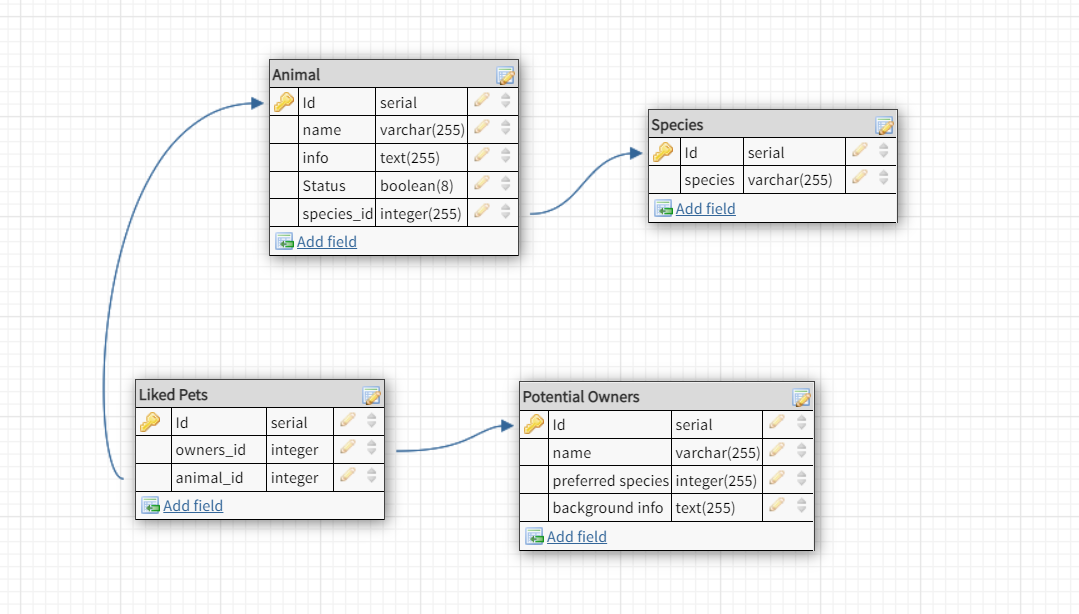 Animal
Id serial
name varchar(255)
info text(255)
Status boolean(8)
species_id integer(255)
Add field
Species
Id serial
species varchar(255)
Add field
Liked Pets
Id serial
owners_id integer
animal_id integer
Add field
Potential Owners
Id serial
name varchar(255)
preferred species integer(255)
background info text(255)
Add field